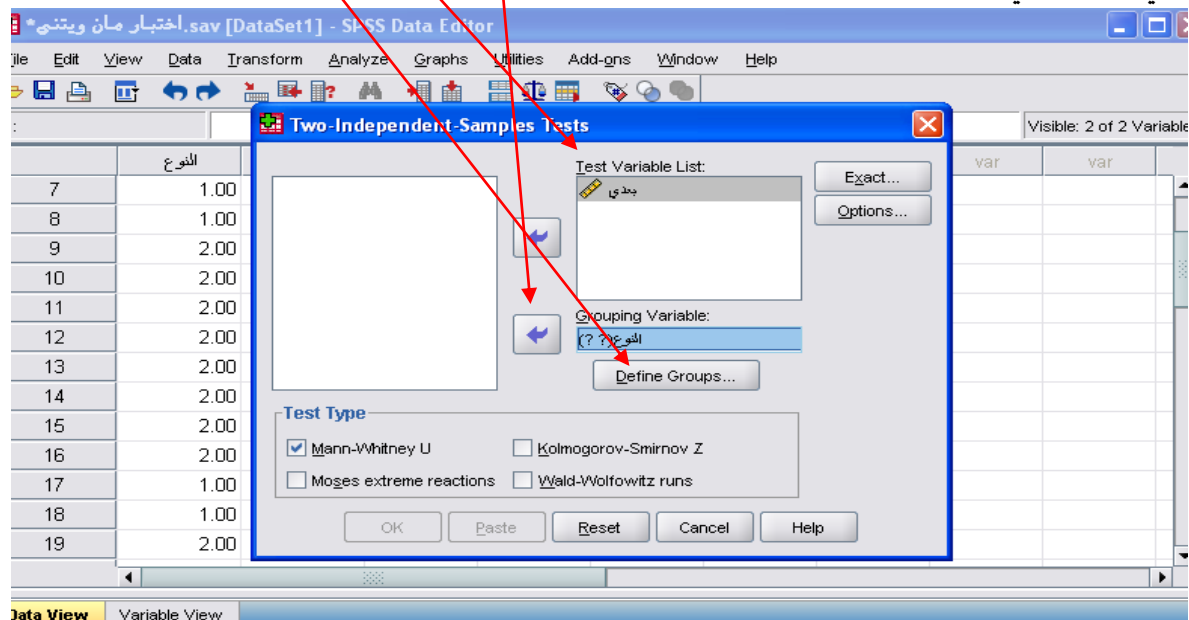 *اختبار مان ويتني.sav [DataSet1] - SPSS Data Editor
Edit View Data Transform Analyze Graphs Utilities Add-ons Window Help
Visible: 2 of 2 Variable
Two-Independent-Samples Tests
النوع
var var
7 1.00
8 1.00
9 2.00
10 2.00
11 2.00
12 2.00
13 2.00
14 2.00
15 2.00
16 2.00
17 1.00
18 1.00
19 2.00
Test Variable List:
بعدي
Exact...
Options...
Grouping Variable:
النوع(? ?)
Define Groups...
Test Type
Mann-Whitney U
Kolmogorov-Smirnov Z
Moses extreme reactions
Wald-Wolfowitz runs
OK Paste Reset Cancel Help
Data View Variable View